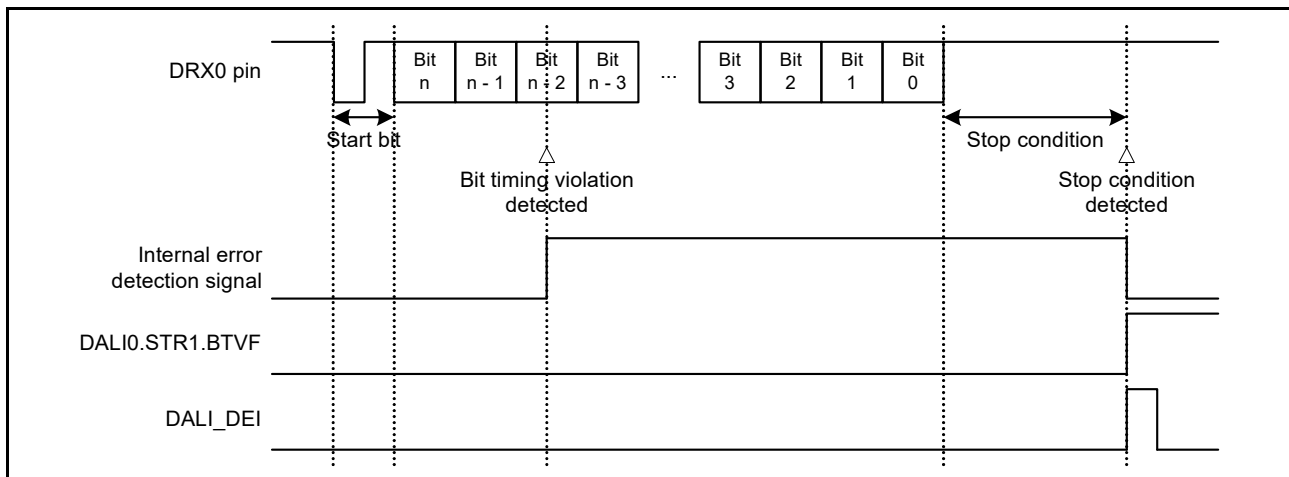 DRX0 pin
Bit
n
Bit
n - 1
Bit
n - 2
Bit
n - 3
...
Bit
3
Bit
2
Bit
1
Bit
0
Start bit
Stop condition
Bit timing violation
detected
Stop condition
detected
Internal error
detection signal
DALI0.STR1.BTVF
DALI_DEI